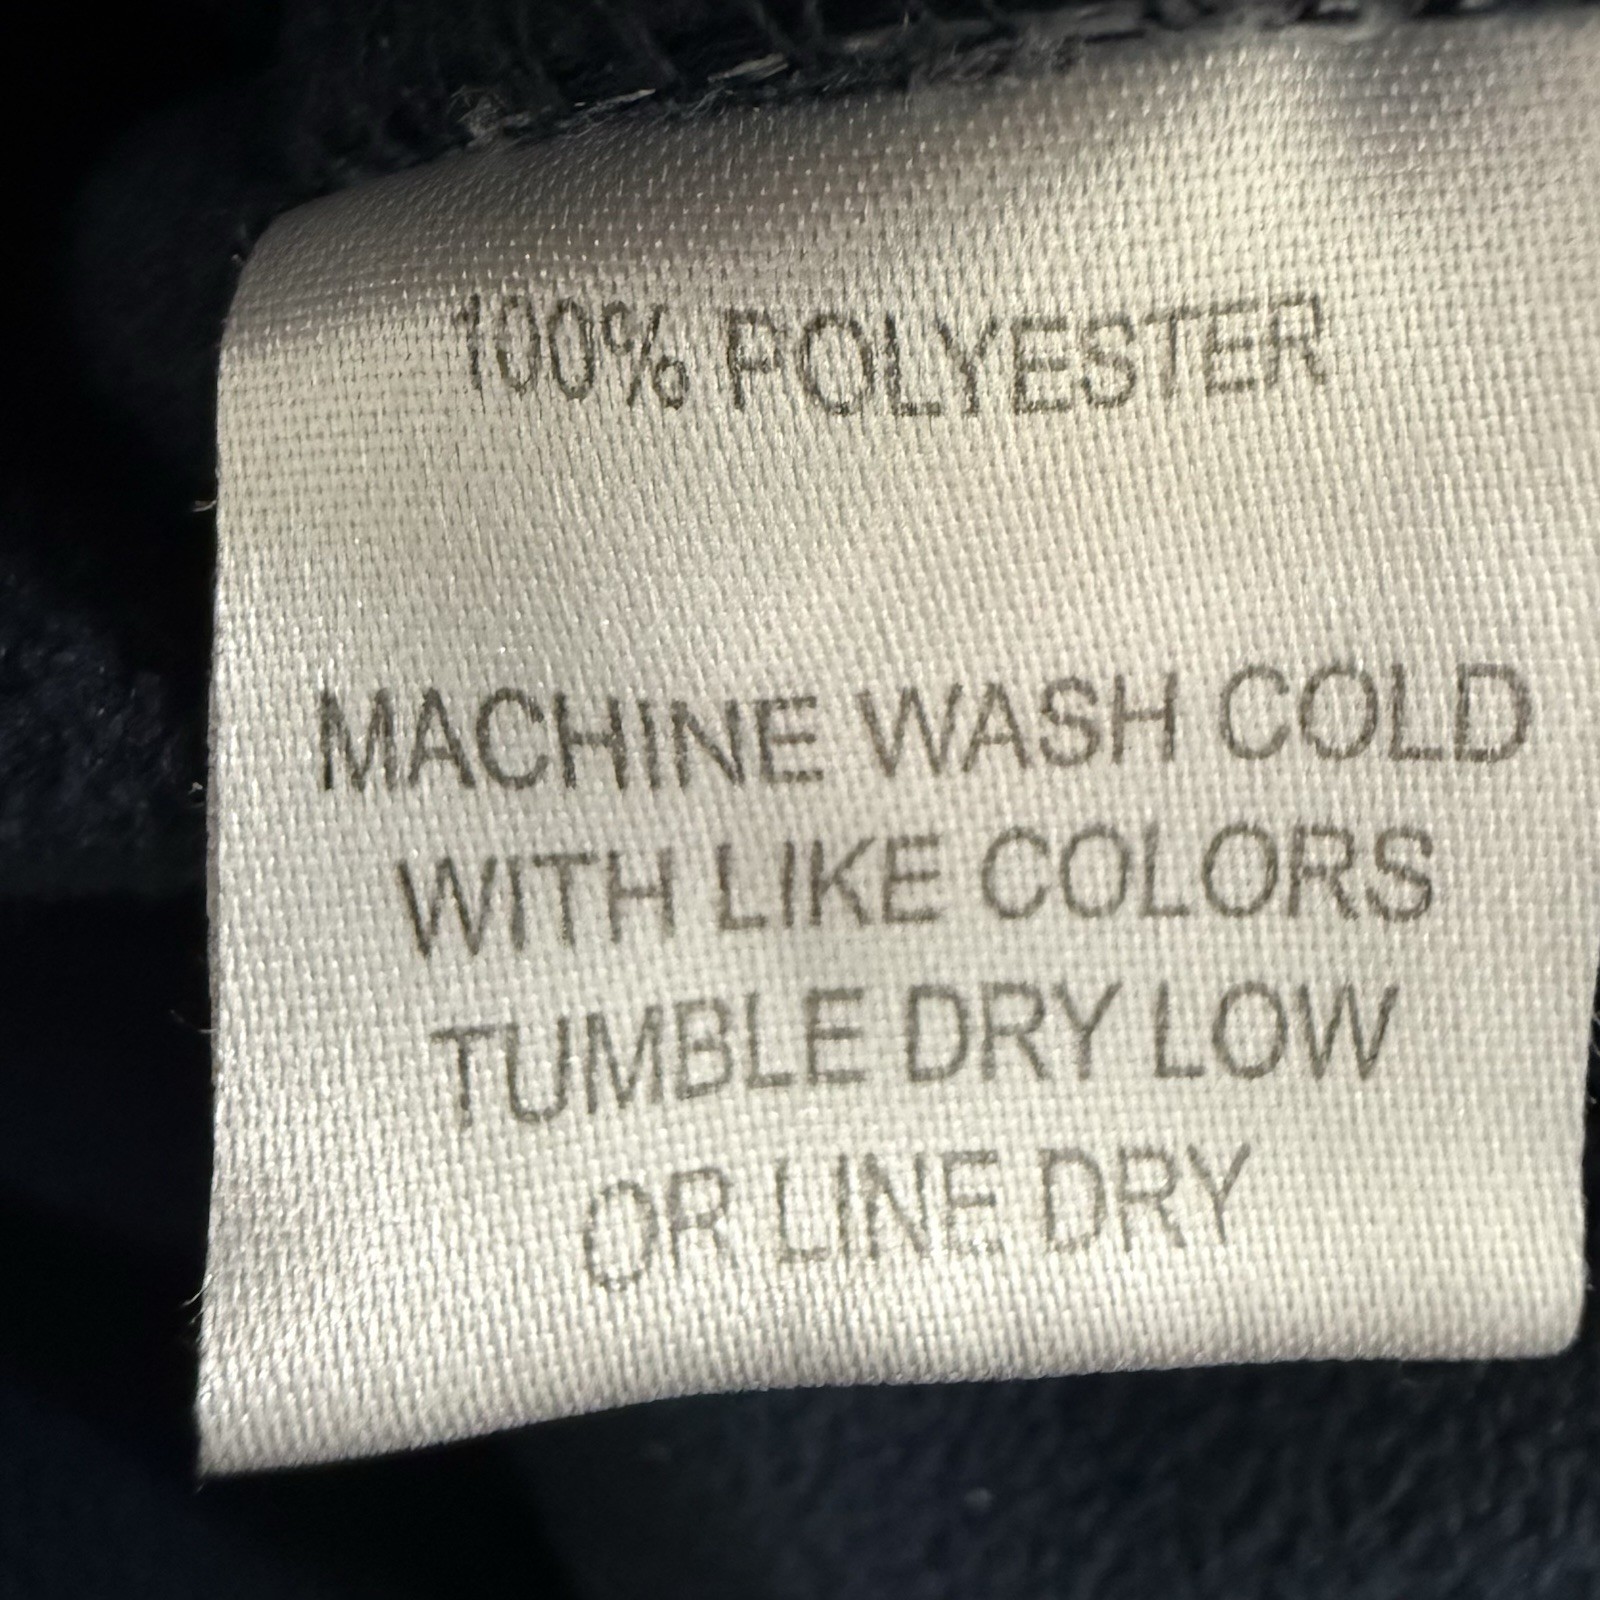 100% POLYESTER
MACHINE WASH COLD
WITH LIKE COLORS
TUMBLE DRY LOW
OR LINE DRY